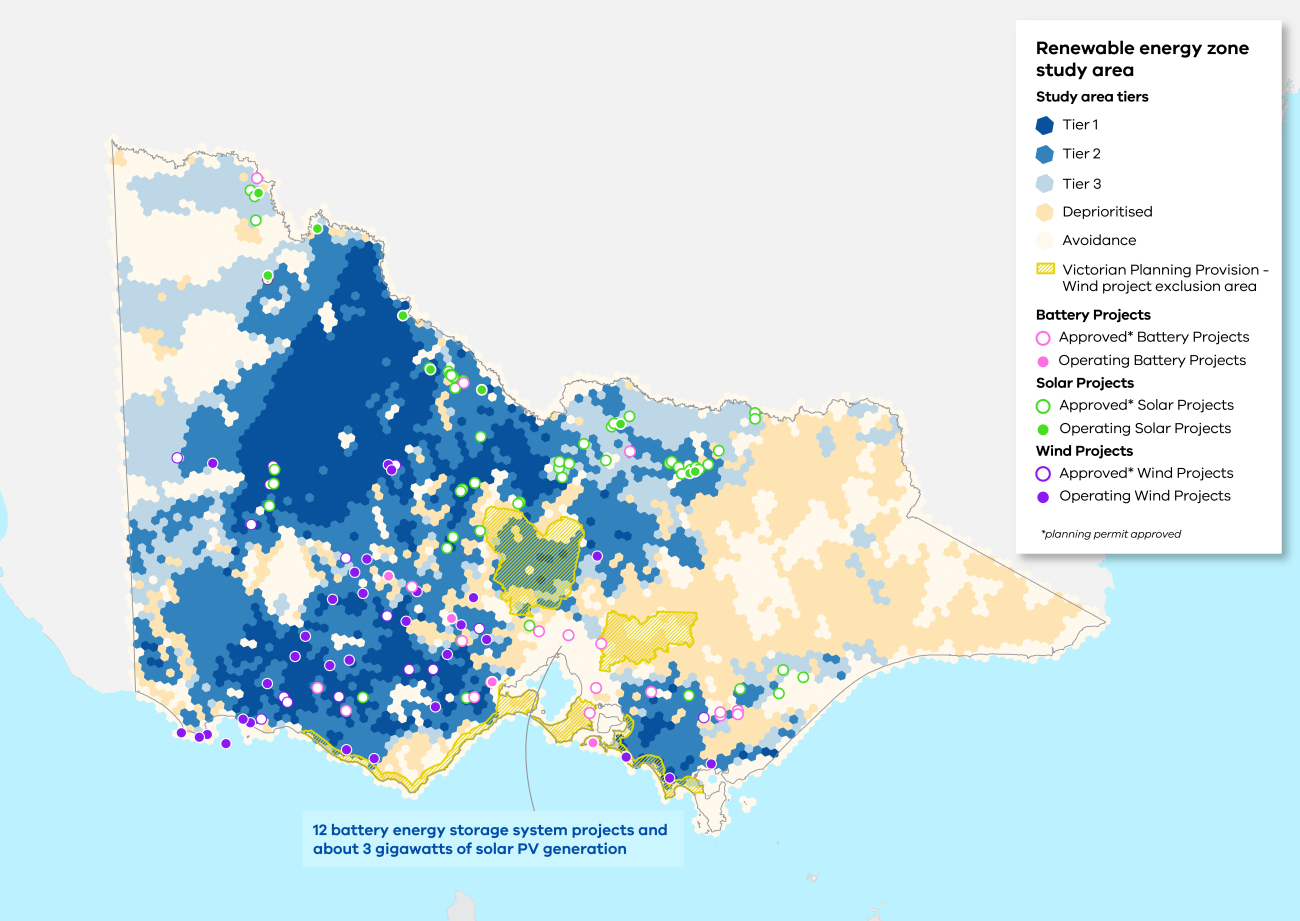 Renewable energy zone
study area
Study area tiers
Tier 1
Tier 2
Tier 3
Deprioritised
Avoidance
Victorian Planning Provision -
Wind project exclusion area
Battery Projects
Approved* Battery Projects
Operating Battery Projects
Solar Projects
Approved* Solar Projects
Operating Solar Projects
Wind Projects
Approved* Wind Projects
Operating Wind Projects
*planning permit approved
12 battery energy storage system projects and
about 3 gigawatts of solar PV generation